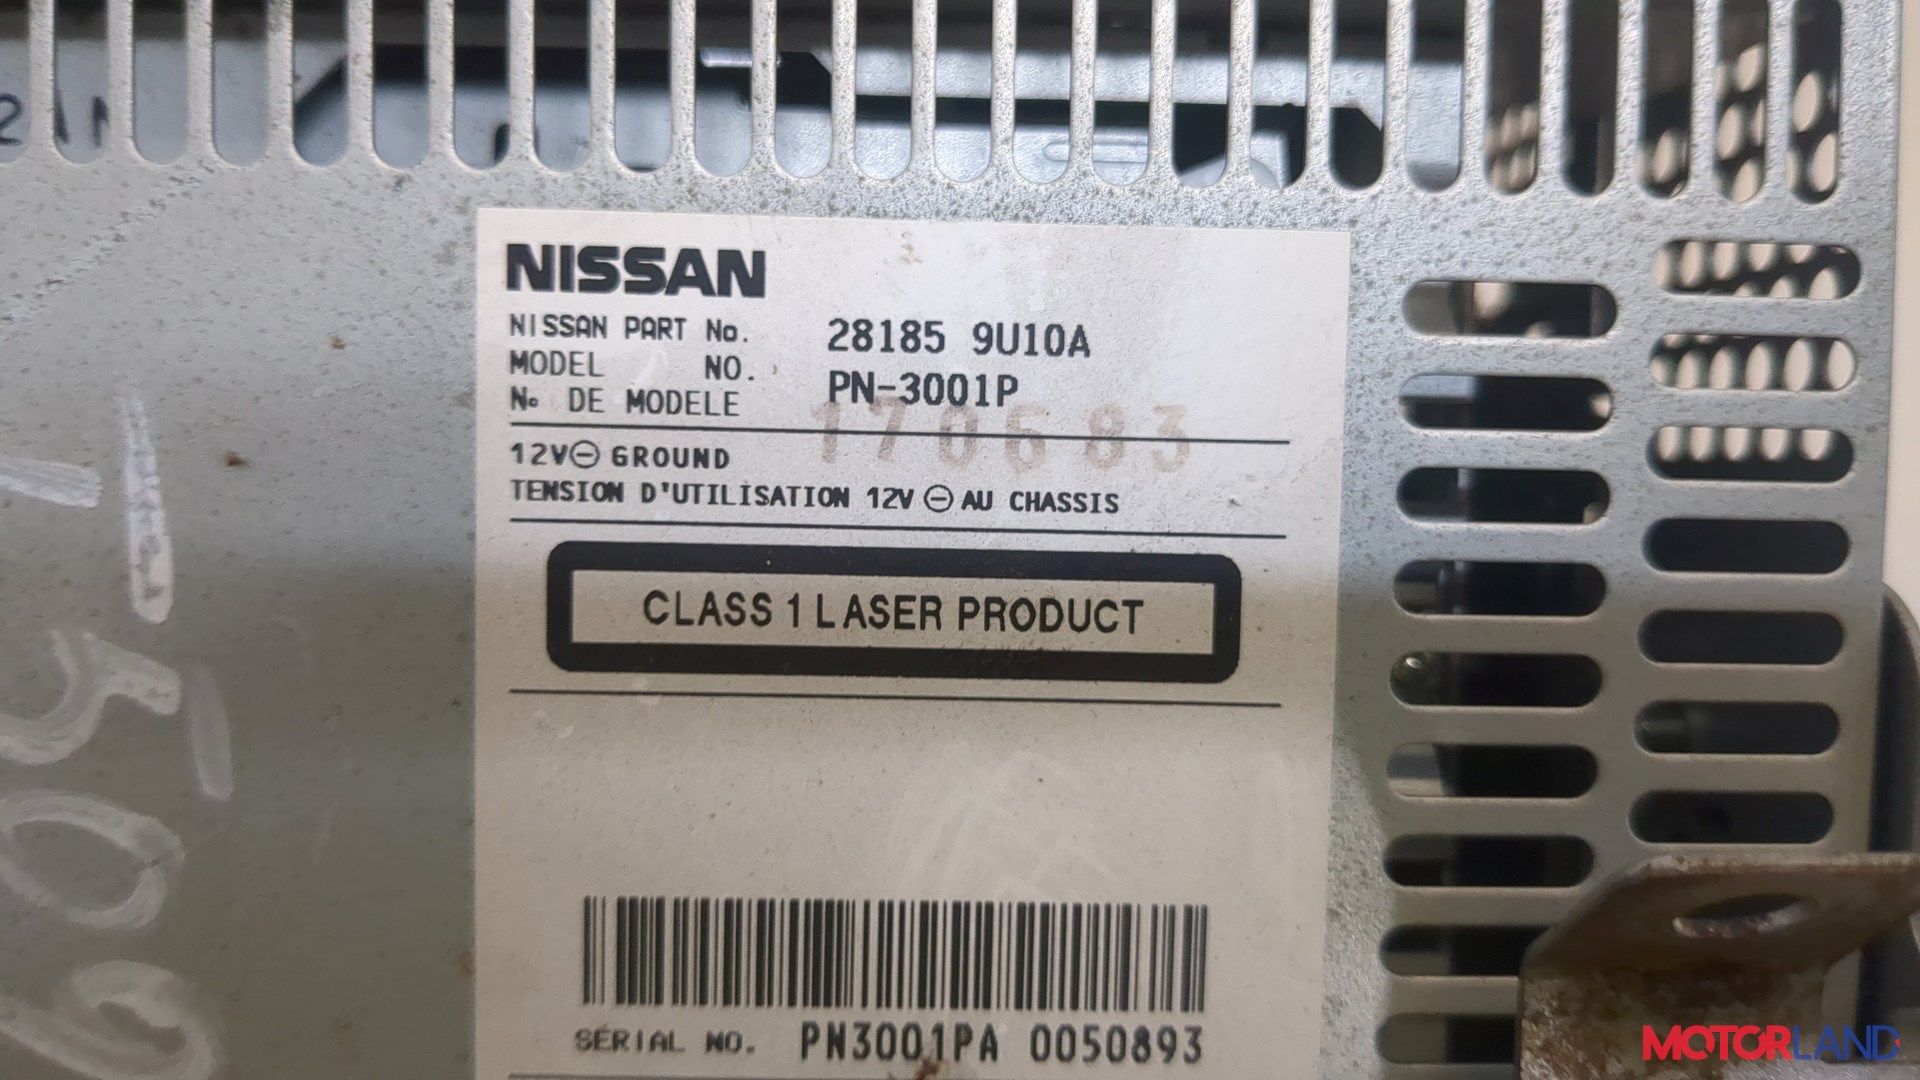 NISSAN
NISSAN PART No. 28185 9U10A
MODEL NO. PN-3001P
No DE MODELE
170683
12V⊖ GROUND
TENSION D'UTILISATION 12V ⊖ AU CHASSIS
CLASS 1 LASER PRODUCT
SERIAL NO. PN3001PA 0050893
MOTORLAND